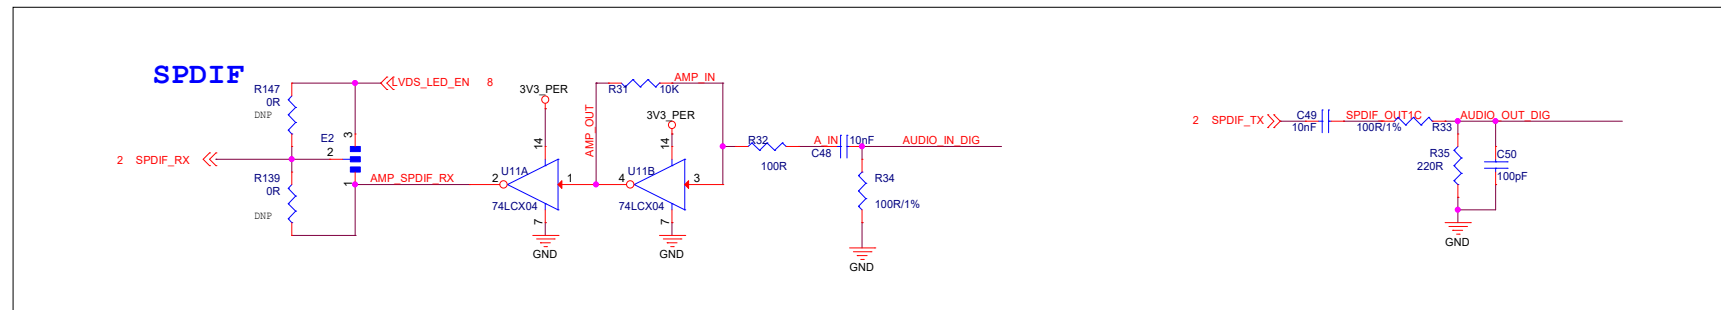 SPDIF
R147
0R
DNP
LVDS_LED_EN 8
E2
3
2
1
2 SPDIF_RX
R139
0R
DNP
AMP_SPDIF_RX
3V3_PER
14
U11A
2
1
74LCX04
7
GND
AMP_OUT
R31
10K
AMP_IN
3V3_PER
14
U11B
4
3
74LCX04
7
GND
R32
100R
A_IN
10nF
C48
AUDIO_IN_DIG
R34
100R/1%
GND
2 SPDIF_TX
C49
10nF
SPDIF_OUT1C
100R/1%
R33
AUDIO_OUT_DIG
R35
220R
C50
100pF
GND